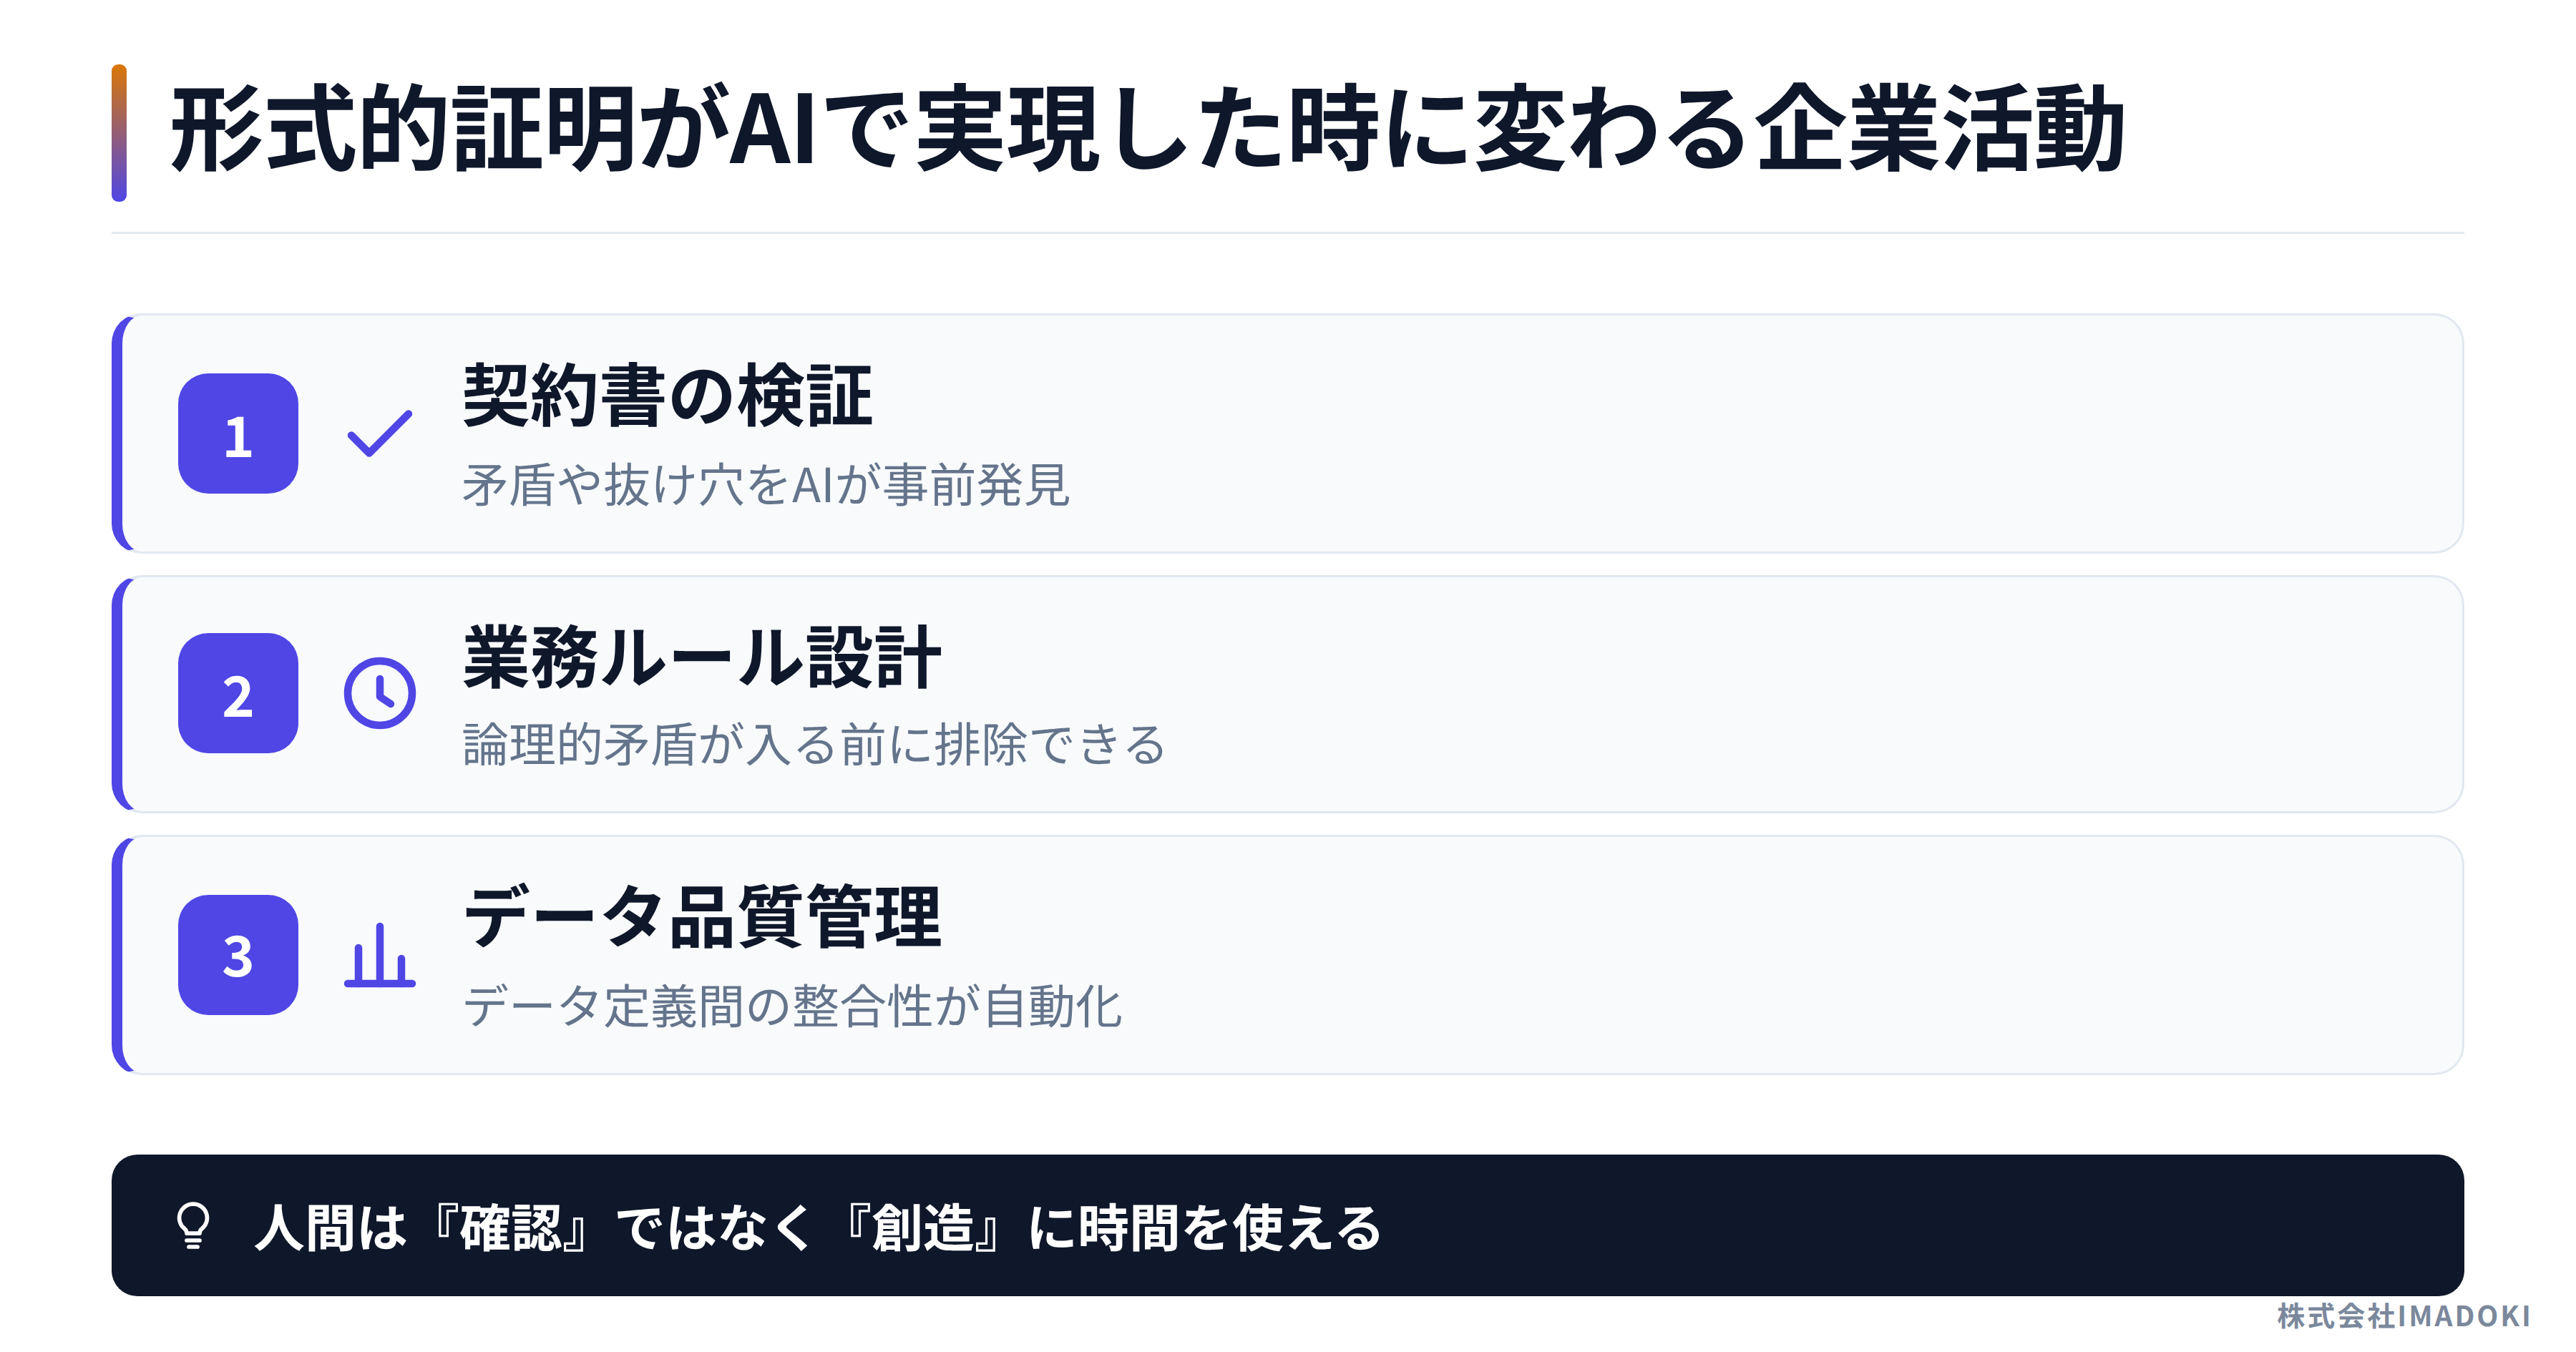 形式的証明がAIで実現した時に変わる企業活動
1
契約書の検証
矛盾や抜け穴をAIが事前発見
2
業務ルール設計
論理的矛盾が入る前に排除できる
3
データ品質管理
データ定義間の整合性が自動化
人間は『確認』ではなく『創造』に時間を使える
株式会社IMADOKI